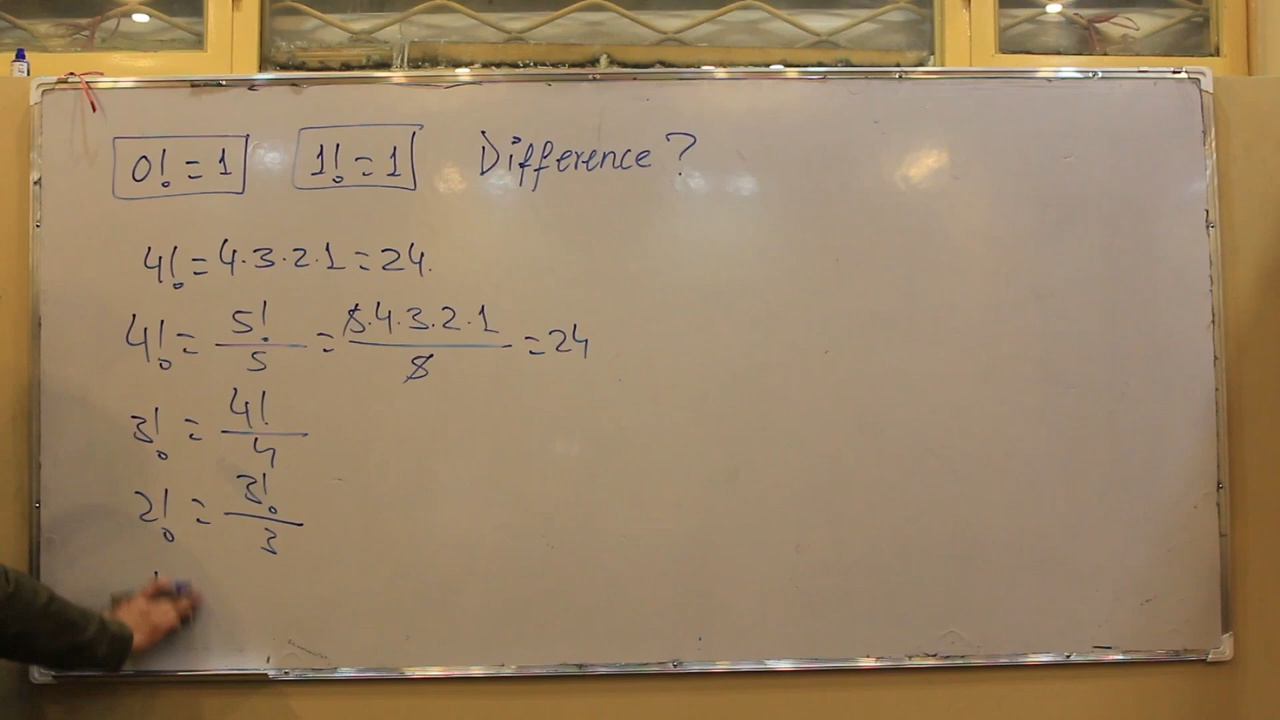 0! = 1 1! = 1 Difference?
4! = 4·3·2·1 = 24.
4! = 5!/5 = 5·4·3·2·1/5 = 24
3! = 4!/4
2! = 3!/3